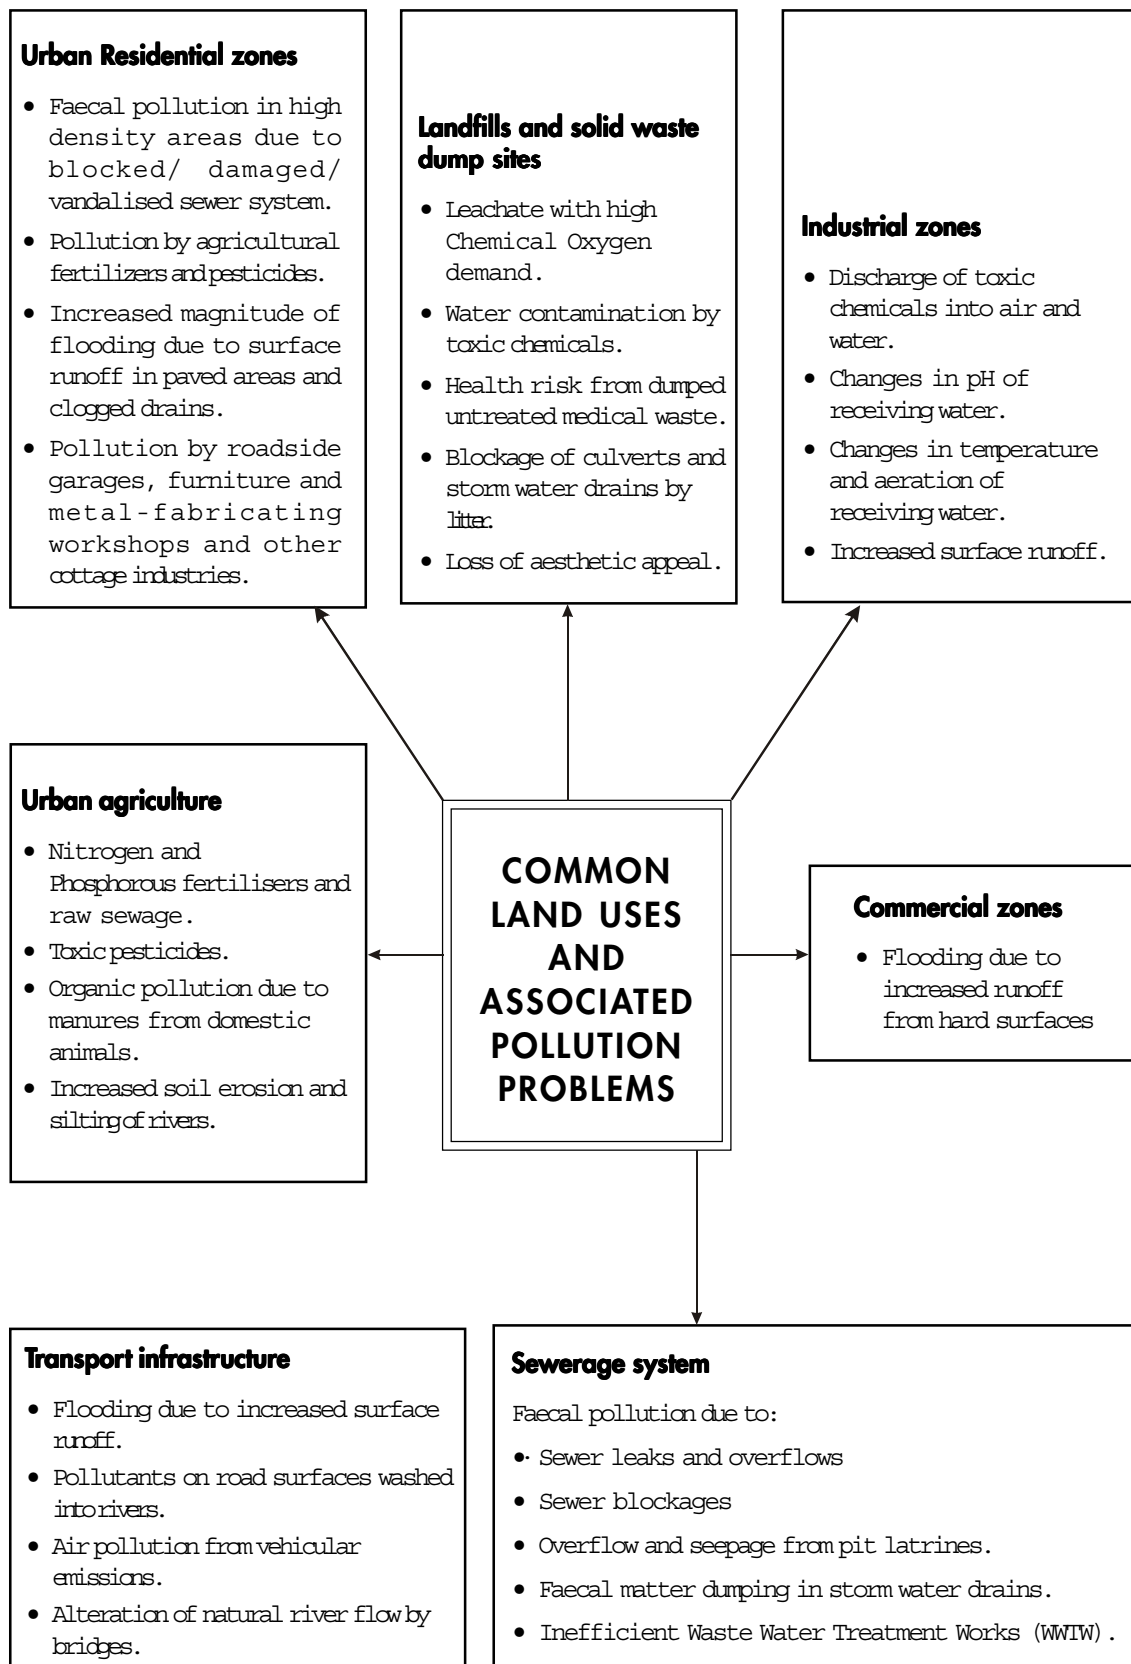 Urban Residential zones
• Faecal pollution in high
density areas due to
blocked/ damaged/
vandalised sewer system.
• Pollution by agricultural
fertilizers and pesticides.
• Increased magnitude of
flooding due to surface
runoff in paved areas and
clogged drains.
• Pollution by roadside
garages, furniture and
metal-fabricating
workshops and other
cottage industries.
Landfills and solid waste
dump sites
• Leachate with high
Chemical Oxygen
demand.
• Water contamination by
toxic chemicals.
• Health risk from dumped
untreated medical waste.
• Blockage of culverts and
storm water drains by
litter.
• Loss of aesthetic appeal.
Industrial zones
• Discharge of toxic
chemicals into air and
water.
• Changes in pH of
receiving water.
• Changes in temperature
and aeration of
receiving water.
• Increased surface runoff.
Urban agriculture
• Nitrogen and
Phosphorous fertilisers and
raw sewage.
• Toxic pesticides.
• Organic pollution due to
manures from domestic
animals.
• Increased soil erosion and
silting of rivers.
COMMON
LAND USES
AND
ASSOCIATED
POLLUTION
PROBLEMS
Commercial zones
• Flooding due to
increased runoff
from hard surfaces
Transport infrastructure
• Flooding due to increased surface
runoff.
• Pollutants on road surfaces washed
into rivers.
• Air pollution from vehicular
emissions.
• Alteration of natural river flow by
bridges.
Sewerage system
Faecal pollution due to:
•· Sewer leaks and overflows
• Sewer blockages
• Overflow and seepage from pit latrines.
• Faecal matter dumping in storm water drains.
• Inefficient Waste Water Treatment Works (WWTW).